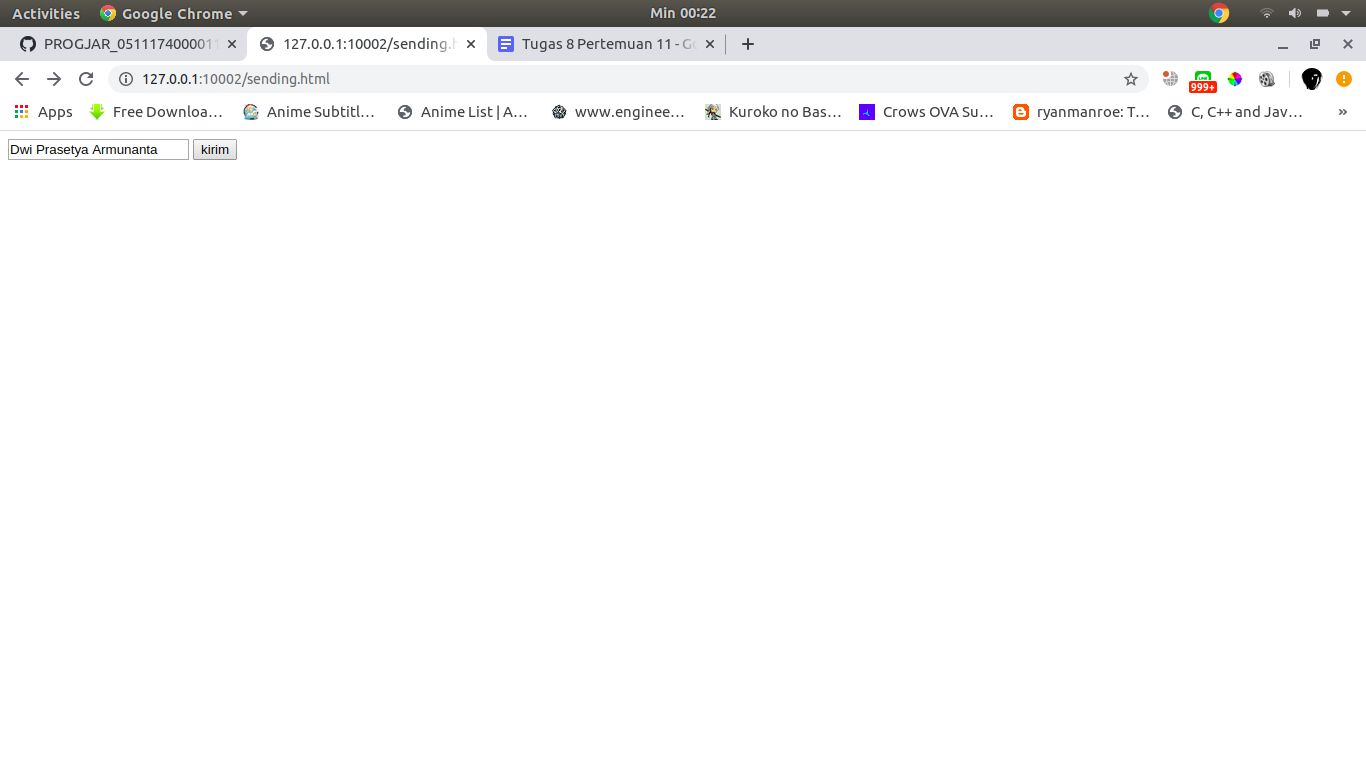 Activities Google Chrome Min 00:22
PROGJAR_0511174000011 127.0.0.1:10002/sending.h Tugas 8 Pertemuan 11 - Go
127.0.0.1:10002/sending.html 999+
Apps Free Downloa... Anime Subtitl... Anime List | A... www.enginee... Kuroko no Bas... Crows OVA Su... ryanmanroe: T... C, C++ and Jav... »
Dwi Prasetya Armunanta kirim